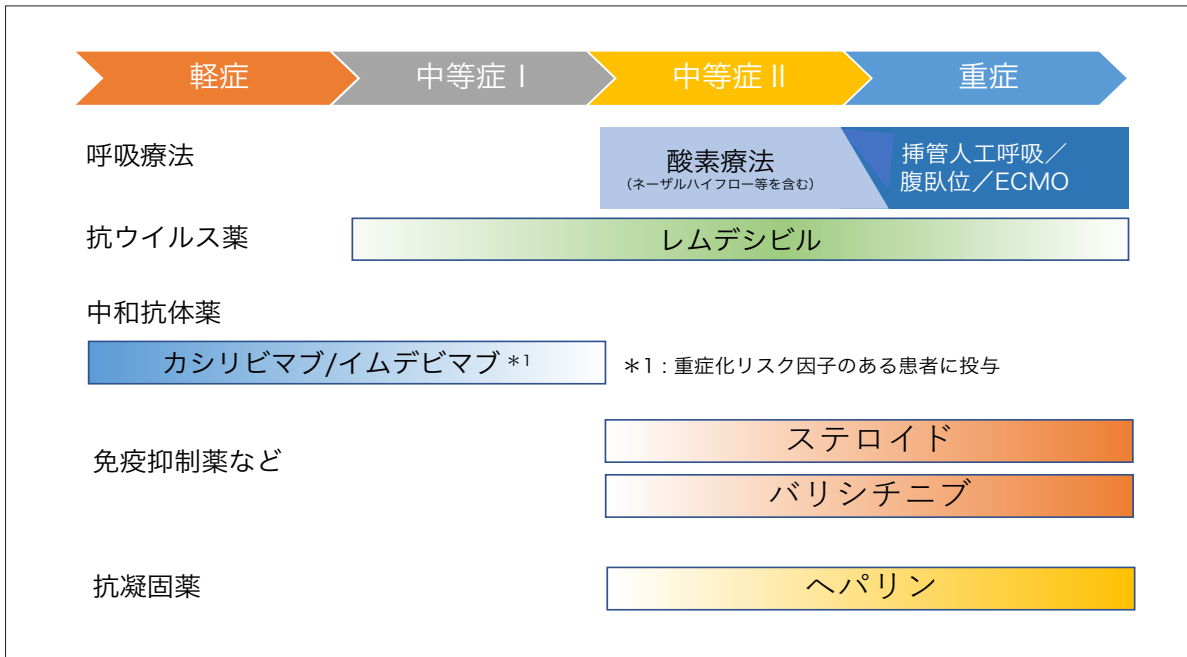 軽症
中等症Ⅰ
中等症Ⅱ
重症
呼吸療法
酸素療法
(ネーザルハイフロー等を含む)
挿管人工呼吸／
腹臥位／ECMO
抗ウイルス薬
レムデシビル
中和抗体薬
カシリビマブ/イムデビマブ *1
*1：重症化リスク因子のある患者に投与
免疫抑制薬など
ステロイド
バリシチニブ
抗凝固薬
ヘパリン